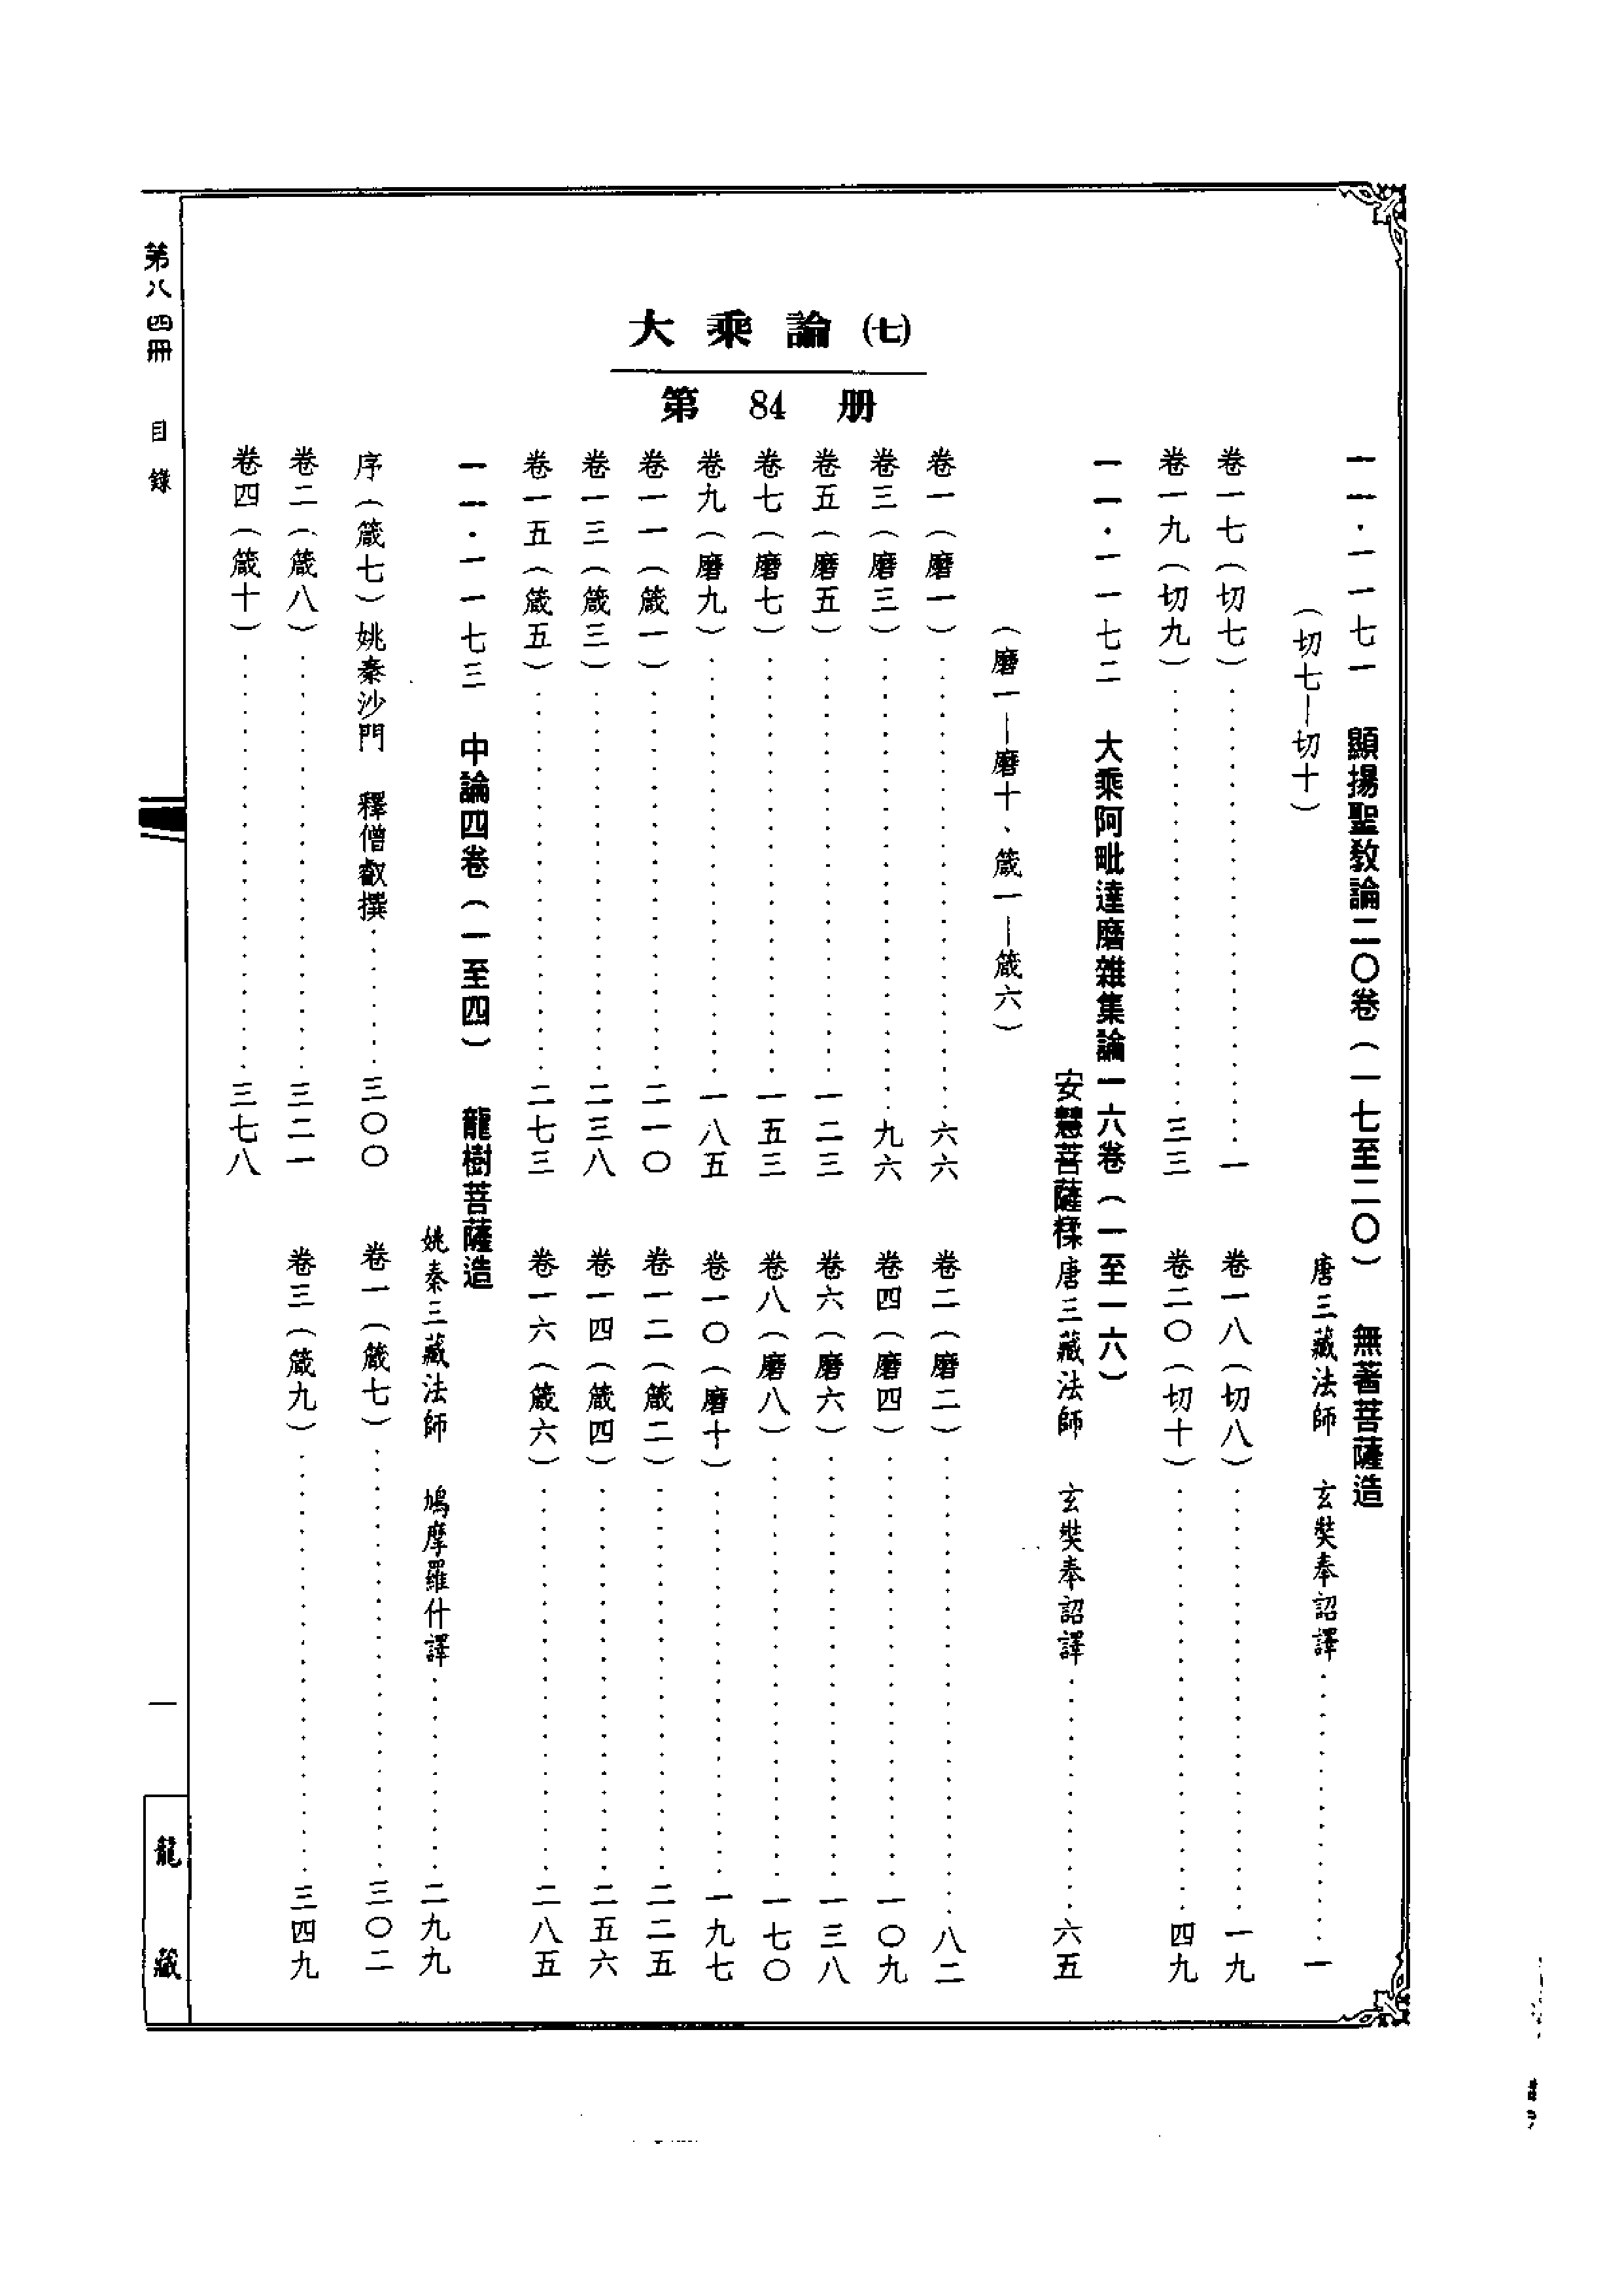 大乘論(七)
第84册
一一·一一七一 顯揚聖教論二〇卷（一七至二〇） 無著菩薩造
唐三藏法師 玄奘奉詔譯……一
（切七—切十）
卷一七（切七）……一
卷一八（切八）……一九
卷一九（切九）……三三
卷二〇（切十）……四九
一一·一一七二 大乘阿毗達磨雜集論一六卷（一至一六）
安慧菩薩糅唐三藏法師 玄奘奉詔譯……六五
（磨一—磨十、箴一—箴六）
卷一（磨一）……六六
卷二（磨二）……八二
卷三（磨三）……九六
卷四（磨四）……一〇九
卷五（磨五）……一二三
卷六（磨六）……一三八
卷七（磨七）……一五三
卷八（磨八）……一七〇
卷九（磨九）……一八五
卷一〇（磨十）……一九七
卷一一（箴一）……二一〇
卷一二（箴二）……二二五
卷一三（箴三）……二三八
卷一四（箴四）……二五六
卷一五（箴五）……二七三
卷一六（箴六）……二八五
一一·一一七三 中論四卷（一至四） 龍樹菩薩造
姚秦三藏法師 鳩摩羅什譯……二九九
序（箴七）姚秦沙門 釋僧叡撰……三〇〇
卷一（箴七）……三〇二
卷二（箴八）……三二一
卷三（箴九）……三四九
卷四（箴十）……三七八
第八四冊 目錄
一
龍藏